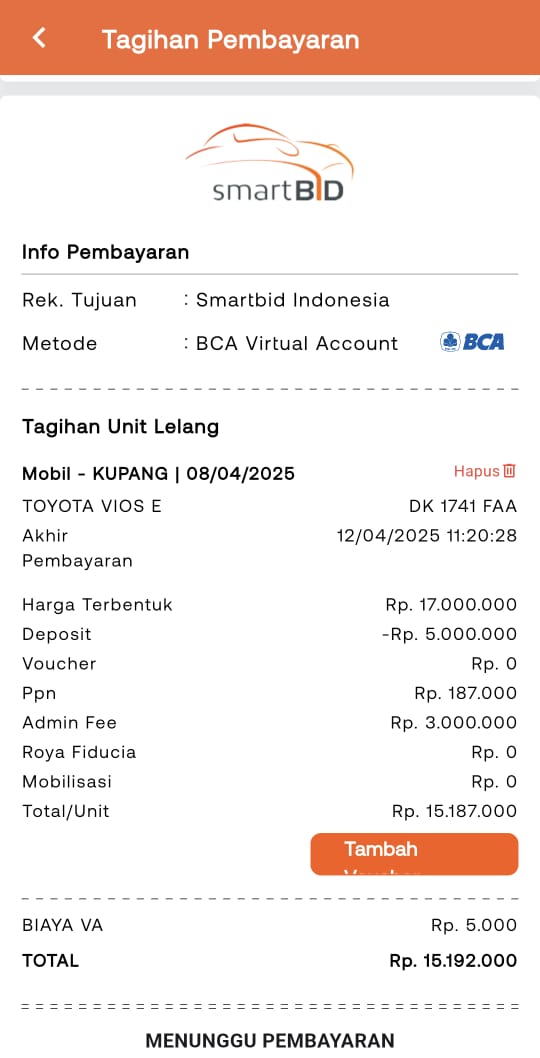 Tagihan Pembayaran
smartBID
Info Pembayaran
Rek. Tujuan : Smartbid Indonesia
Metode : BCA Virtual Account BCA
Tagihan Unit Lelang
Mobil - KUPANG | 08/04/2025 Hapus
TOYOTA VIOS E DK 1741 FAA
Akhir Pembayaran 12/04/2025 11:20:28
Harga Terbentuk Rp. 17.000.000
Deposit -Rp. 5.000.000
Voucher Rp. 0
Ppn Rp. 187.000
Admin Fee Rp. 3.000.000
Roya Fiducia Rp. 0
Mobilisasi Rp. 0
Total/Unit Rp. 15.187.000
Tambah
BIAYA VA Rp. 5.000
TOTAL Rp. 15.192.000
MENUNGGU PEMBAYARAN